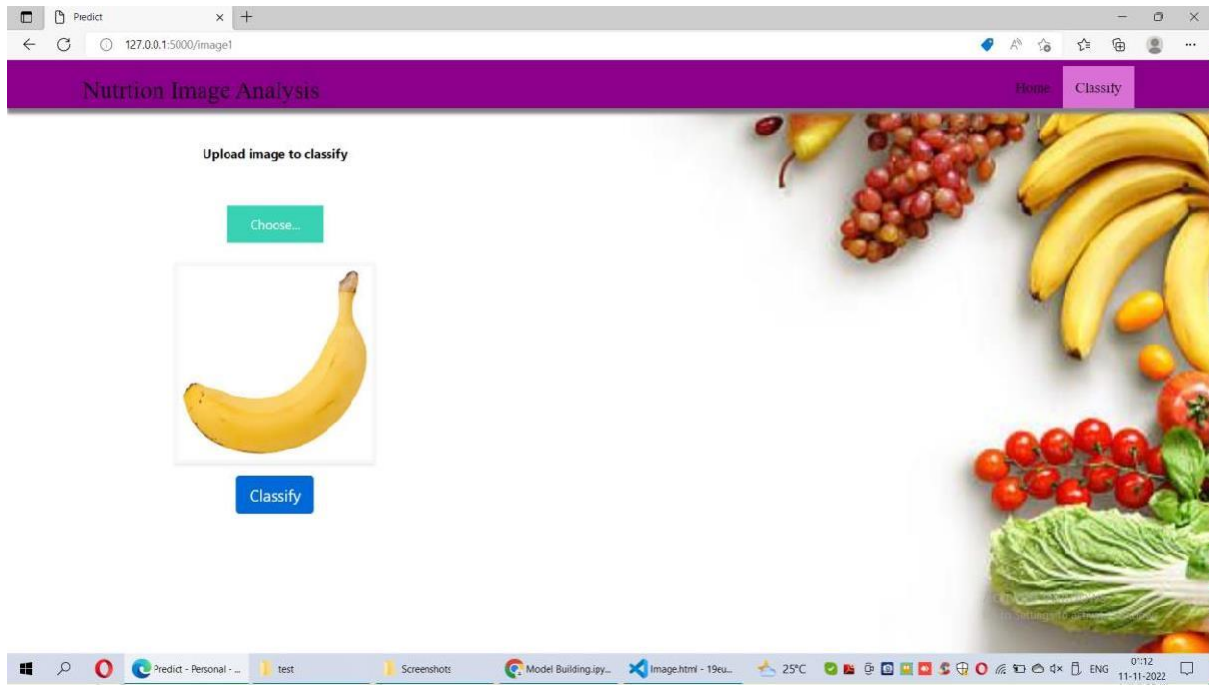 Predict
127.0.0.1:5000/image1
Nutrtion Image Analysis
Home
Classify
Upload image to classify
Choose...
Classify
Predict - Personal - ...
test
Screenshots
Model Building.ipy...
Image.html - 19eu...
25°C
ENG
01:12
11-11-2022